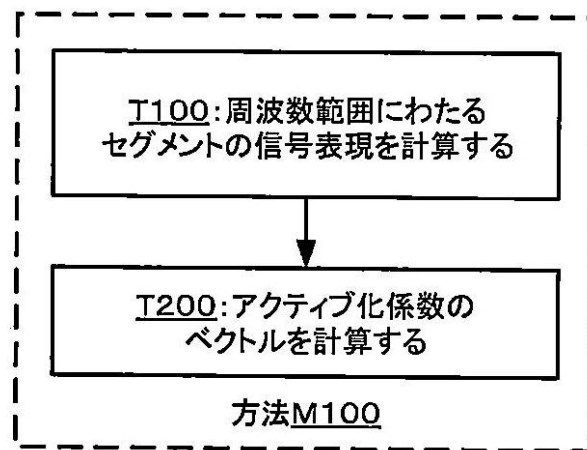 T100:周波数範囲にわたる
セグメントの信号表現を計算する
T200:アクティブ化係数の
ベクトルを計算する
方法M100